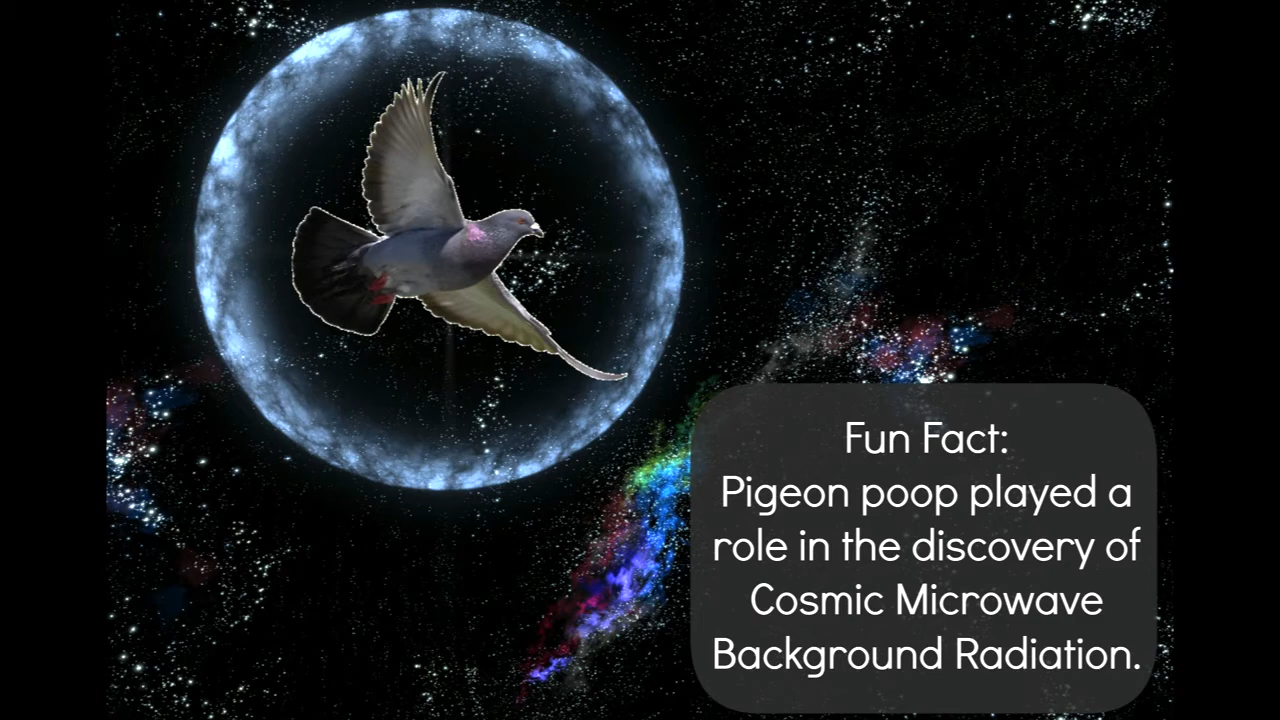 Fun Fact:
Pigeon poop played a
role in the discovery of
Cosmic Microwave
Background Radiation.